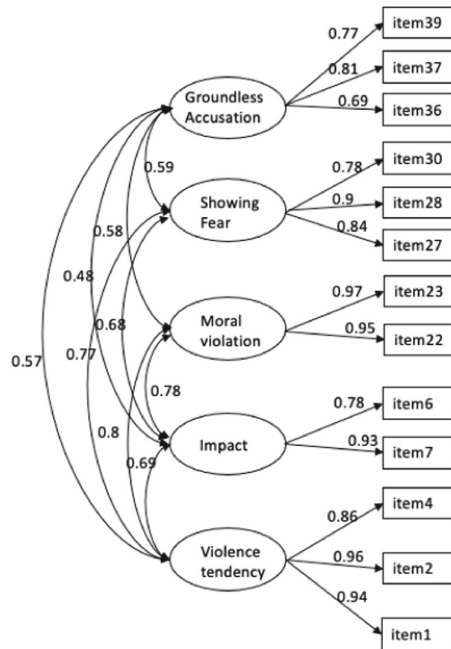 item39
0.77
item37
0.81
Groundless
Accusation
0.69
item36
0.59
item30
0.78
Showing
Fear
0.9
item28
0.84
item27
0.58
0.48
0.97
item23
0.68
Moral
violation
0.95
item22
0.57
0.77
0.78
0.78
item6
0.8
Impact
0.93
item7
0.69
0.86
item4
Violence
tendency
0.96
item2
0.94
item1